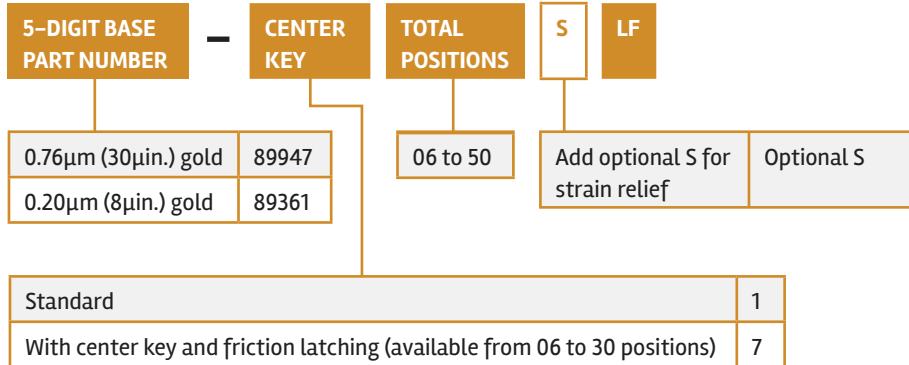 5-DIGIT BASE
PART NUMBER
–
CENTER
KEY
TOTAL
POSITIONS
S
LF
0.76µm (30µin.) gold 89947
0.20µm (8µin.) gold 89361
06 to 50
Add optional S for
strain relief
Optional S
Standard 1
With center key and friction latching (available from 06 to 30 positions) 7